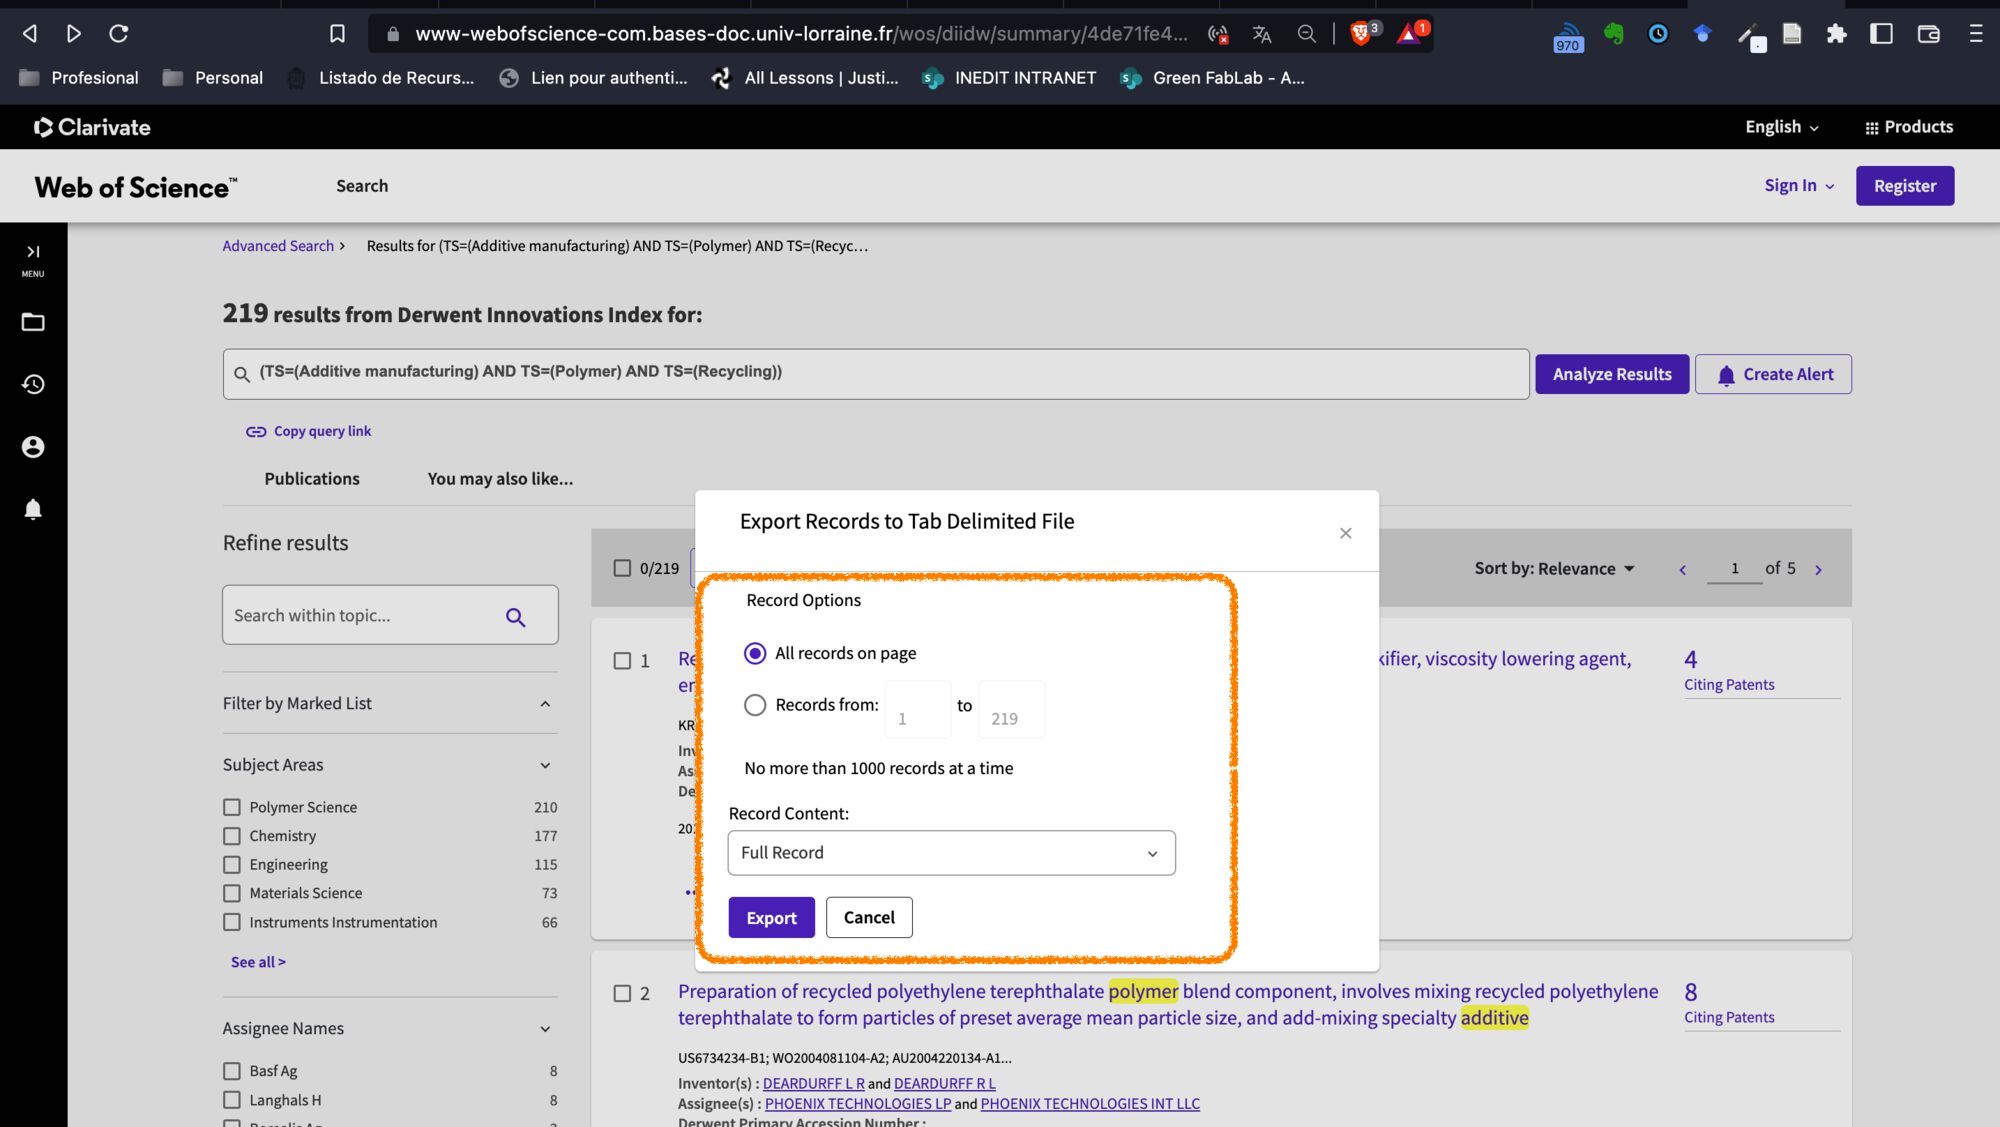 www-webofscience-com.bases-doc.univ-lorraine.fr/wos/diidw/summary/4de71fe4...
3
1
970
Profesional
Personal
Listado de Recurs...
Lien pour authenti...
All Lessons | Justi...
INEDIT INTRANET
Green FabLab - A...
Clarivate
English
Products
Web of Science™
Search
Sign In
Register
MENU
Advanced Search >
Results for (TS=(Additive manufacturing) AND TS=(Polymer) AND TS=(Recyc...
219 results from Derwent Innovations Index for:
(TS=(Additive manufacturing) AND TS=(Polymer) AND TS=(Recycling))
Analyze Results
Create Alert
Copy query link
Publications
You may also like...
Refine results
Search within topic...
Filter by Marked List
Subject Areas
Polymer Science 210
Chemistry 177
Engineering 115
Materials Science 73
Instruments Instrumentation 66
See all >
Assignee Names
Basf Ag 8
Langhals H 8
0/219
Sort by: Relevance
< 1 of 5 >
Export Records to Tab Delimited File
×
Record Options
All records on page
Records from: 1 to 219
No more than 1000 records at a time
Record Content:
Full Record
Export
Cancel
1
Re
kifier, viscosity lowering agent,
er
KR
Inv
As
De
20
4
Citing Patents
2
Preparation of recycled polyethylene terephthalate polymer blend component, involves mixing recycled polyethylene
terephthalate to form particles of preset average mean particle size, and add-mixing specialty additive
US6734234-B1; WO2004081104-A2; AU2004220134-A1...
Inventor(s) : DEARDURFF L R and DEARDURFF R L
Assignee(s) : PHOENIX TECHNOLOGIES LP and PHOENIX TECHNOLOGIES INT LLC
Derwent Primary Accession Number :
8
Citing Patents